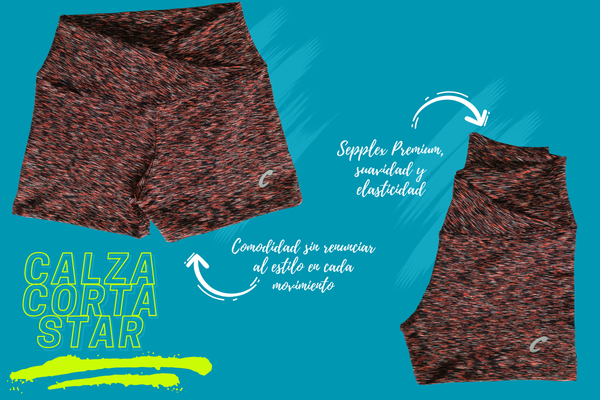 Sepplex Premium,
suavidad y
elasticidad
Comodidad sin renunciar
al estilo en cada
movimiento
CALZA
CORTA
STAR
C
C